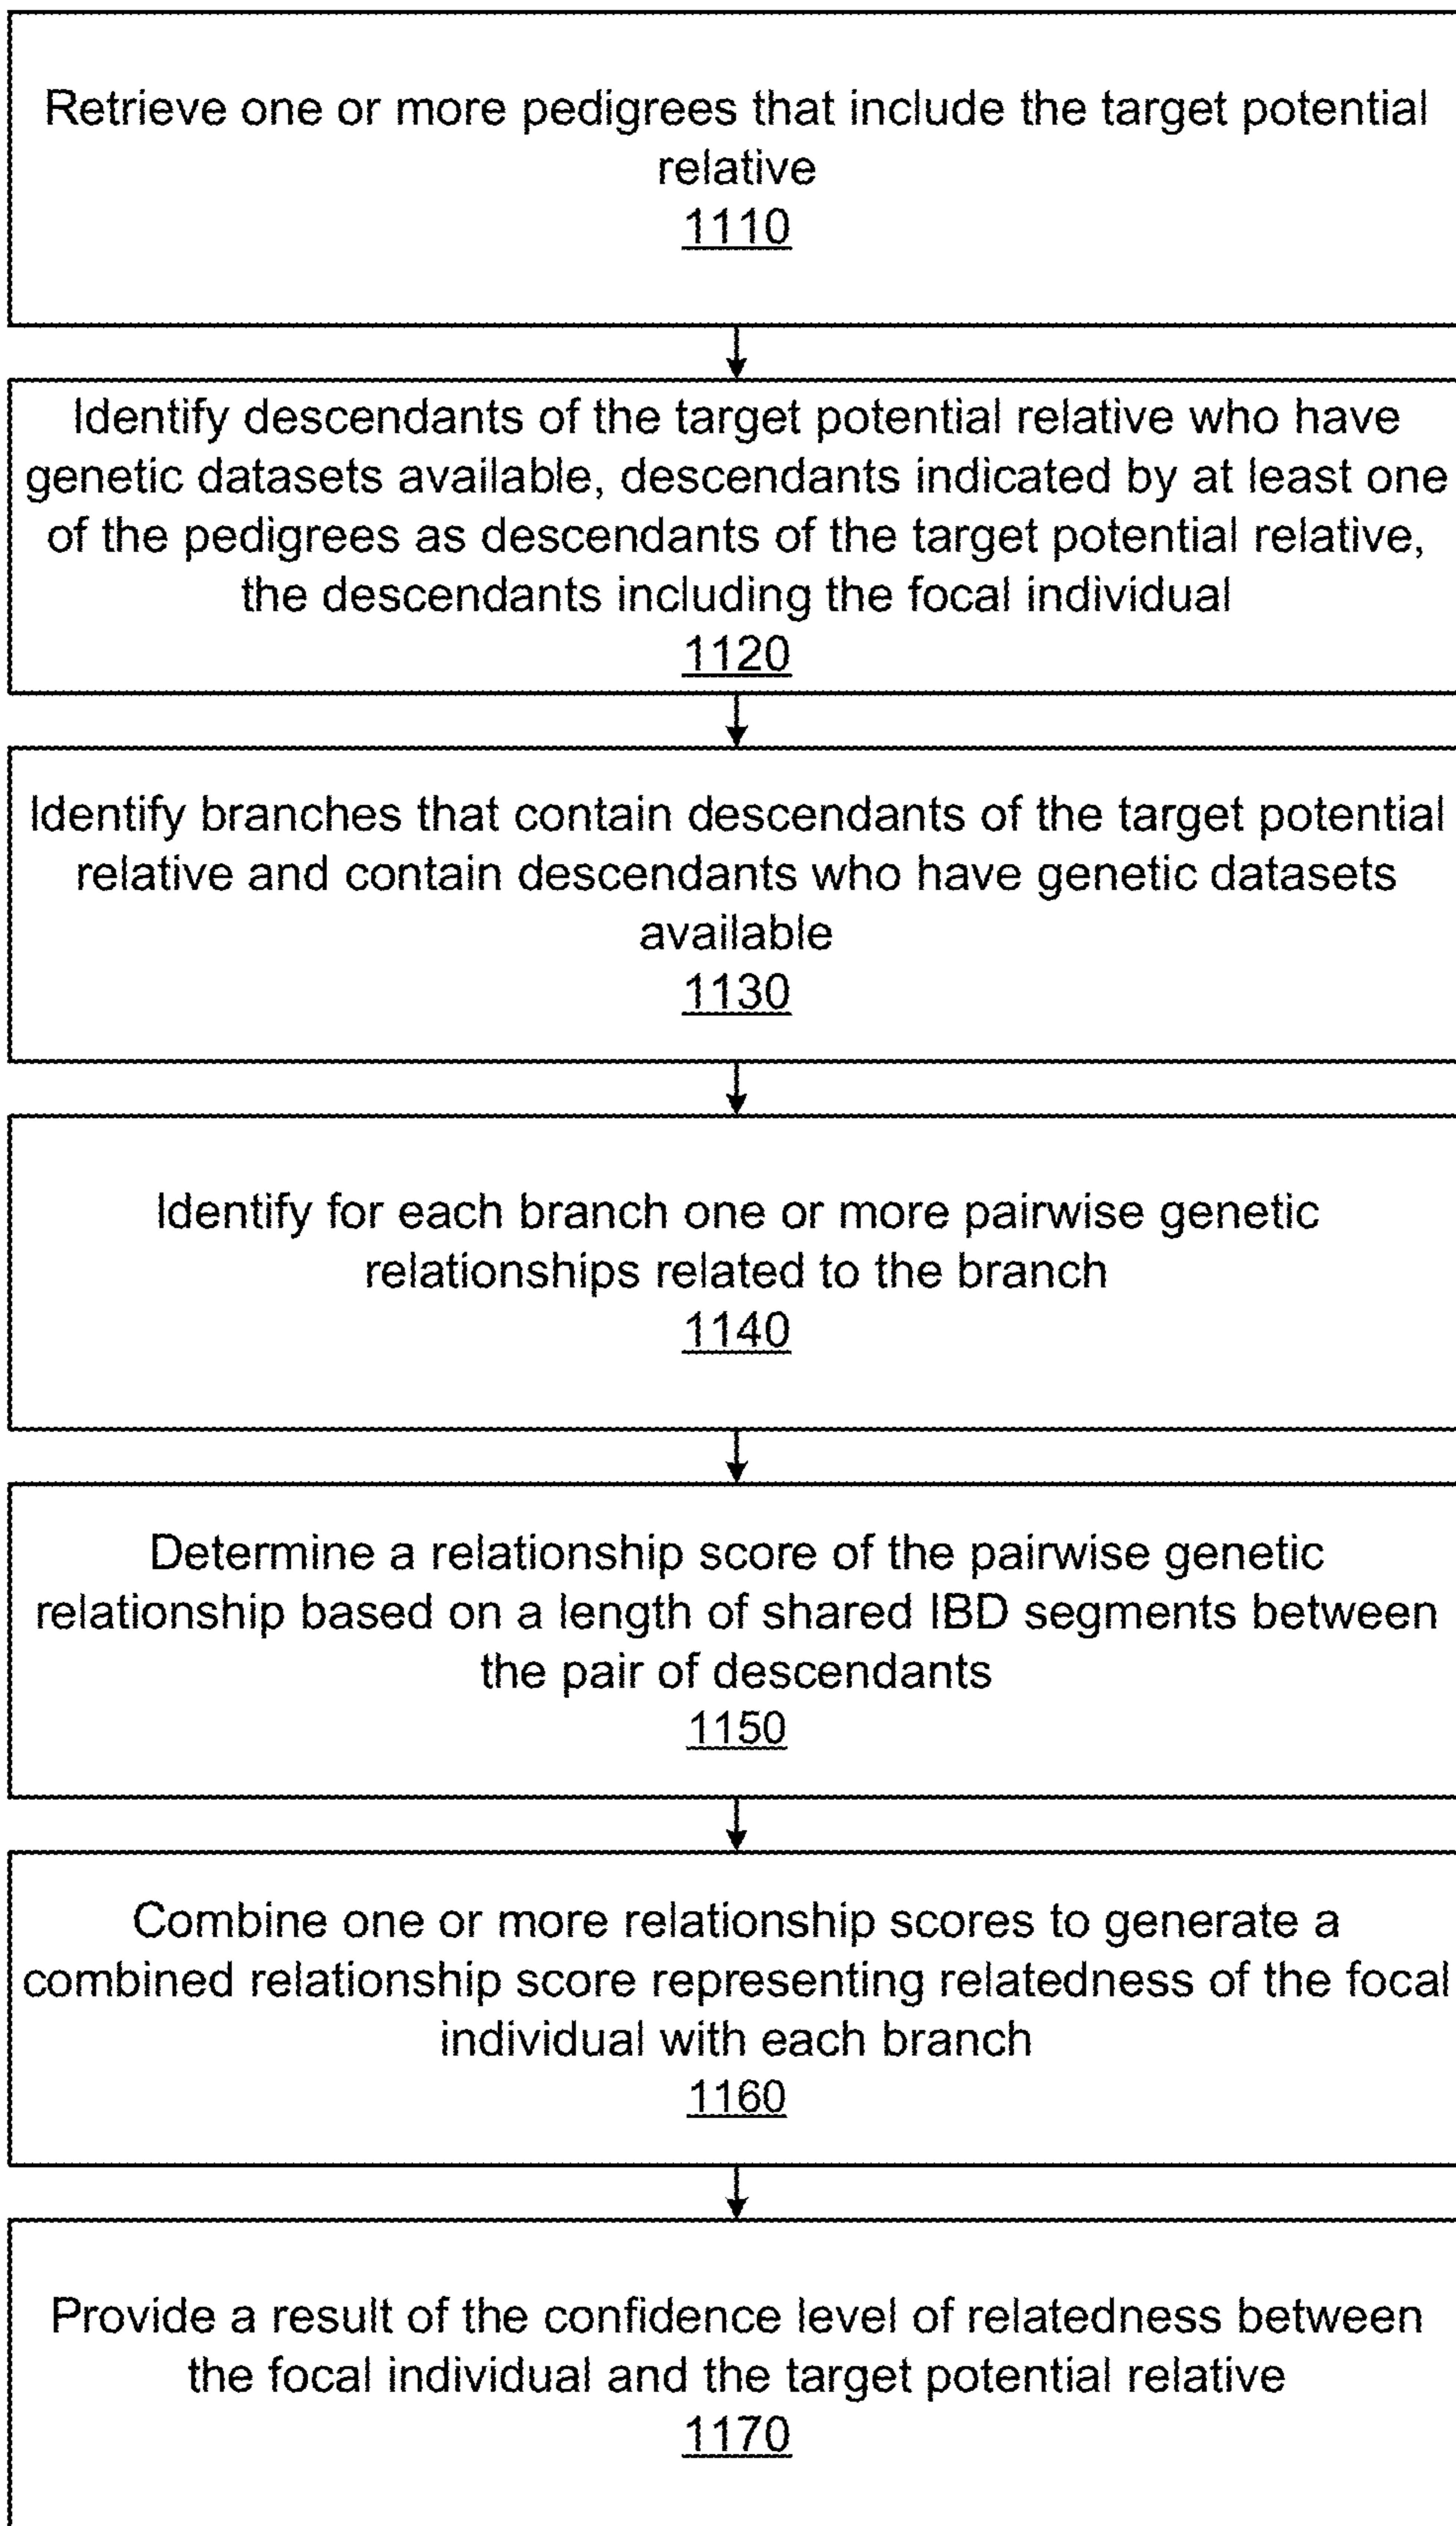 Retrieve one or more pedigrees that include the target potential
relative
1110
Identify descendants of the target potential relative who have
genetic datasets available, descendants indicated by at least one
of the pedigrees as descendants of the target potential relative,
the descendants including the focal individual
1120
Identify branches that contain descendants of the target potential
relative and contain descendants who have genetic datasets
available
1130
Identify for each branch one or more pairwise genetic
relationships related to the branch
1140
Determine a relationship score of the pairwise genetic
relationship based on a length of shared IBD segments between
the pair of descendants
1150
Combine one or more relationship scores to generate a
combined relationship score representing relatedness of the focal
individual with each branch
1160
Provide a result of the confidence level of relatedness between
the focal individual and the target potential relative
1170